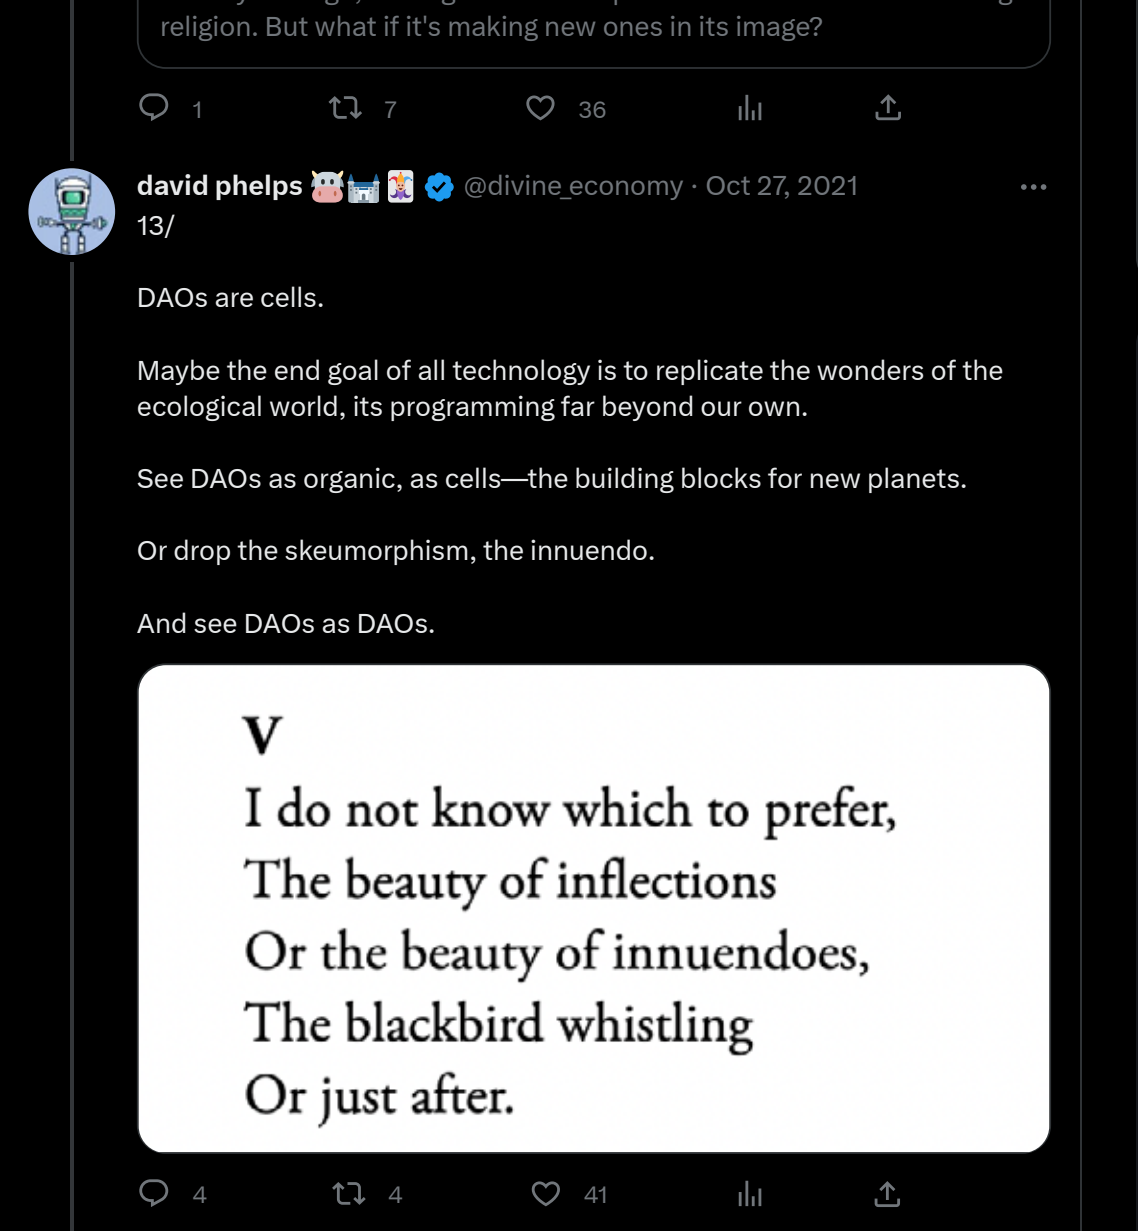 religion. But what if it's making new ones in its image?
1 7 36
david phelps @divine_economy · Oct 27, 2021
13/
DAOs are cells.
Maybe the end goal of all technology is to replicate the wonders of the
ecological world, its programming far beyond our own.
See DAOs as organic, as cells—the building blocks for new planets.
Or drop the skeumorphism, the innuendo.
And see DAOs as DAOs.
V
I do not know which to prefer,
The beauty of inflections
Or the beauty of innuendoes,
The blackbird whistling
Or just after.
4 4 41